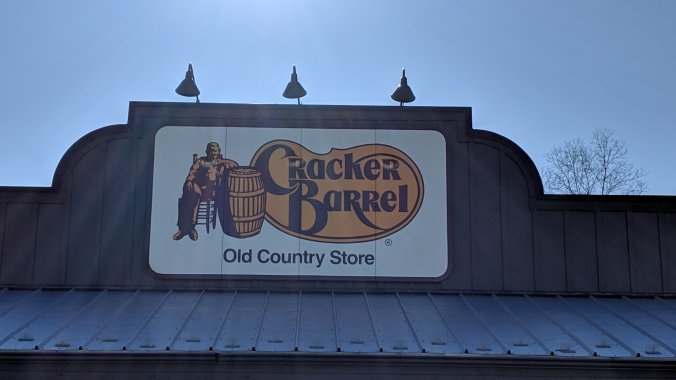 Cracker
Barrel
®
Old Country Store